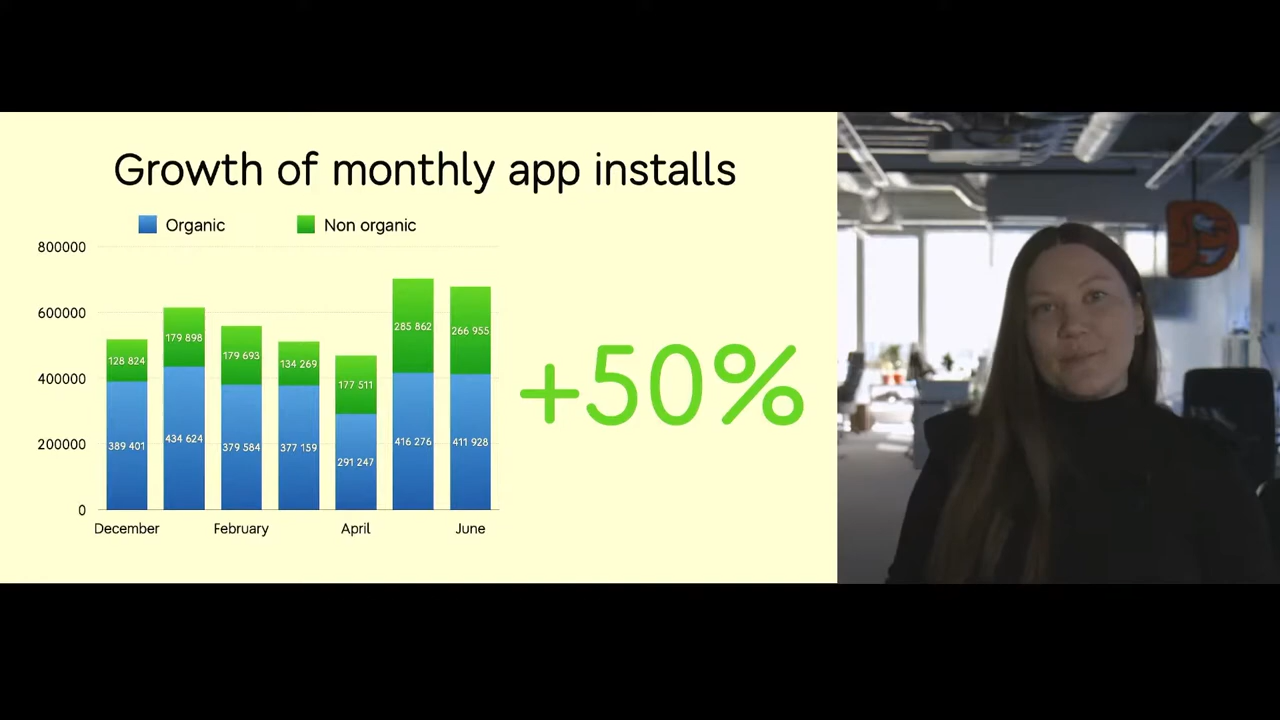 Growth of monthly app installs
Organic Non organic
800000
600000
400000
200000
0
128 824 179 898 179 693 134 269 177 511 285 862 266 955
389 401 434 624 379 584 377 159 291 247 416 276 411 928
December February April June
+50%